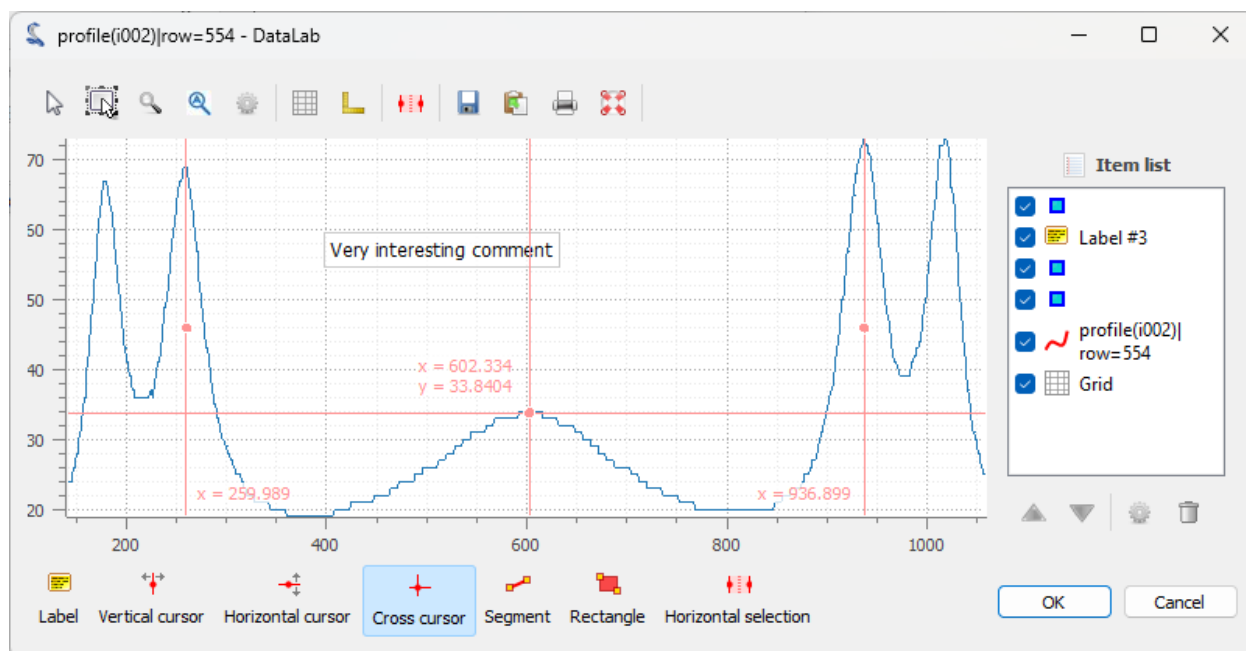 profile(i002)|row=554 - DataLab
70
60
50
40
30
20
Very interesting comment
x = 602.334
y = 33.8404
x = 259.989
x = 936.899
200
400
600
800
1000
Item list
Label #3
profile(i002)|
row=554
Grid
Label
Vertical cursor
Horizontal cursor
Cross cursor
Segment
Rectangle
Horizontal selection
OK
Cancel